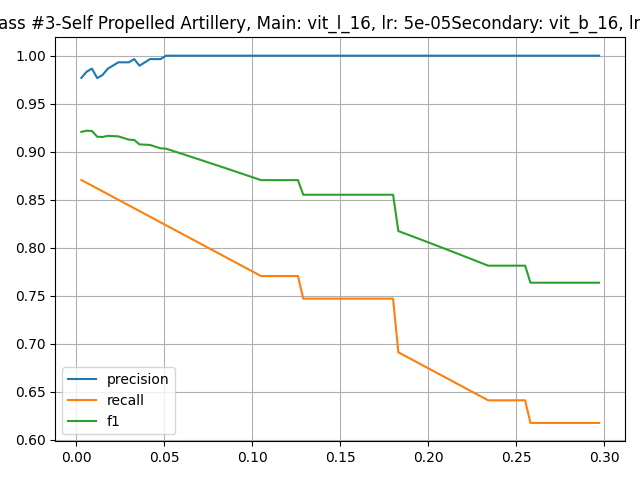 ass #3-Self Propelled Artillery, Main: vit_l_16, lr: 5e-05Secondary: vit_b_16, lr
1.00
0.95
0.90
0.85
0.80
0.75
0.70
0.65
0.60
precision
recall
f1
0.00 0.05 0.10 0.15 0.20 0.25 0.30